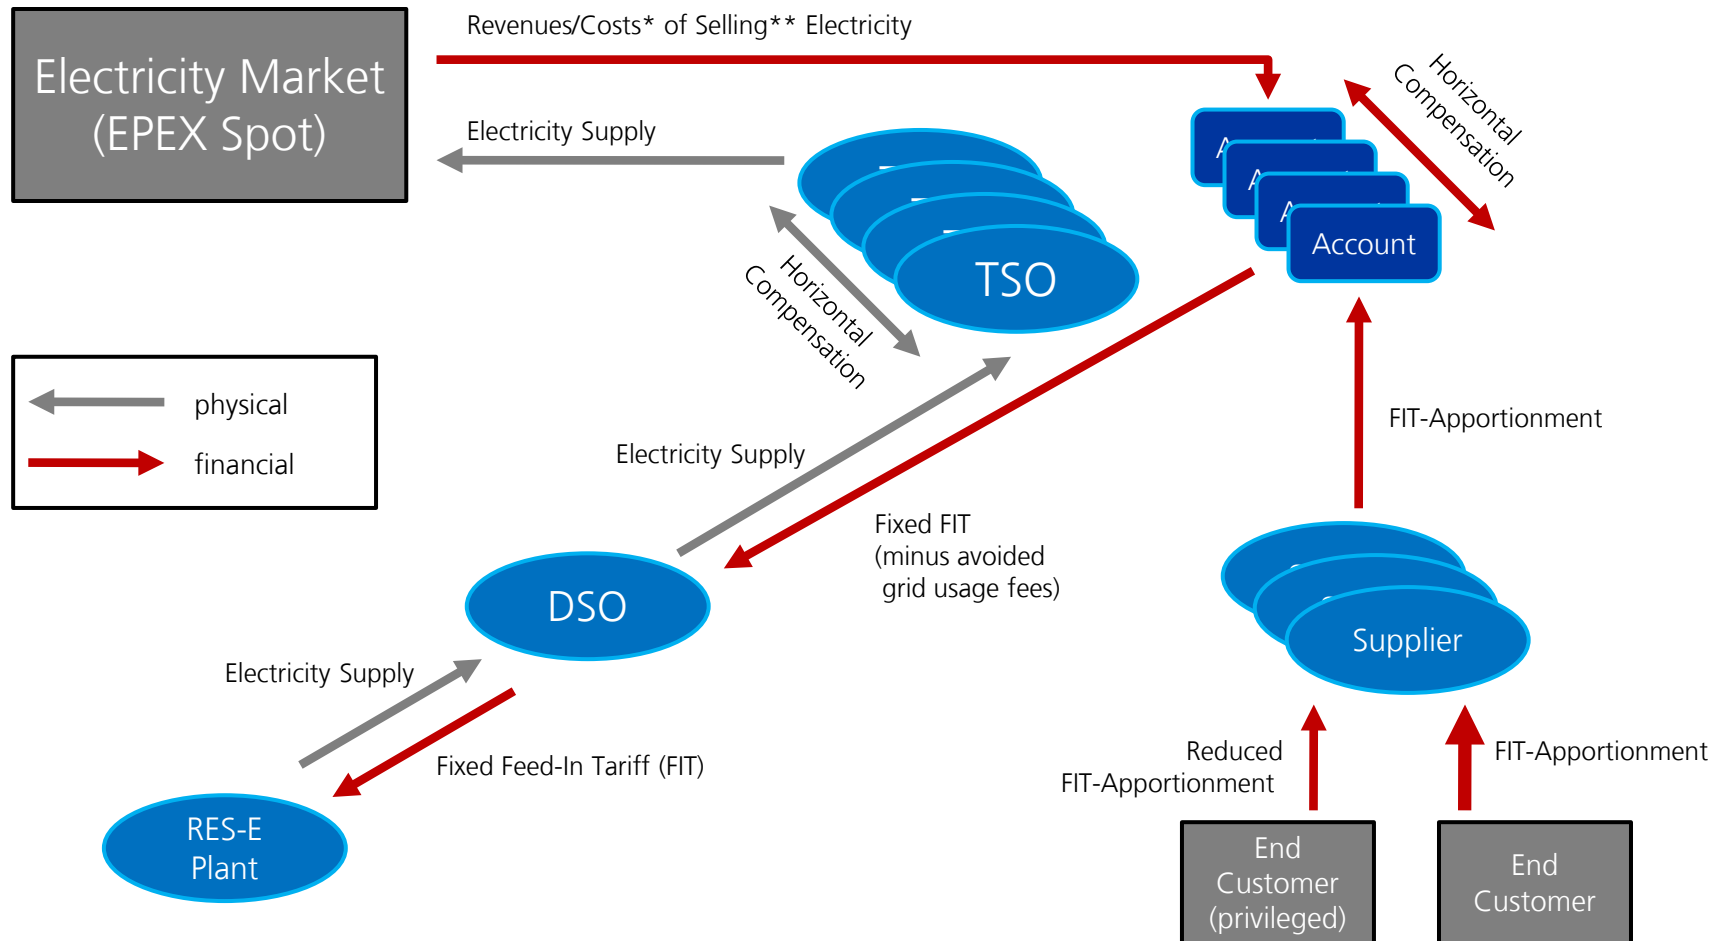 Revenues/Costs* of Selling** Electricity
Electricity Market
(EPEX Spot)
Electricity Supply
Horizontal
Compensation
Account
TSO
Horizontal
Compensation
physical
financial
FIT-Apportionment
Electricity Supply
Fixed FIT
(minus avoided
grid usage fees)
DSO
Supplier
Electricity Supply
Fixed Feed-In Tariff (FIT)
Reduced
FIT-Apportionment
FIT-Apportionment
RES-E
Plant
End
Customer
(privileged)
End
Customer